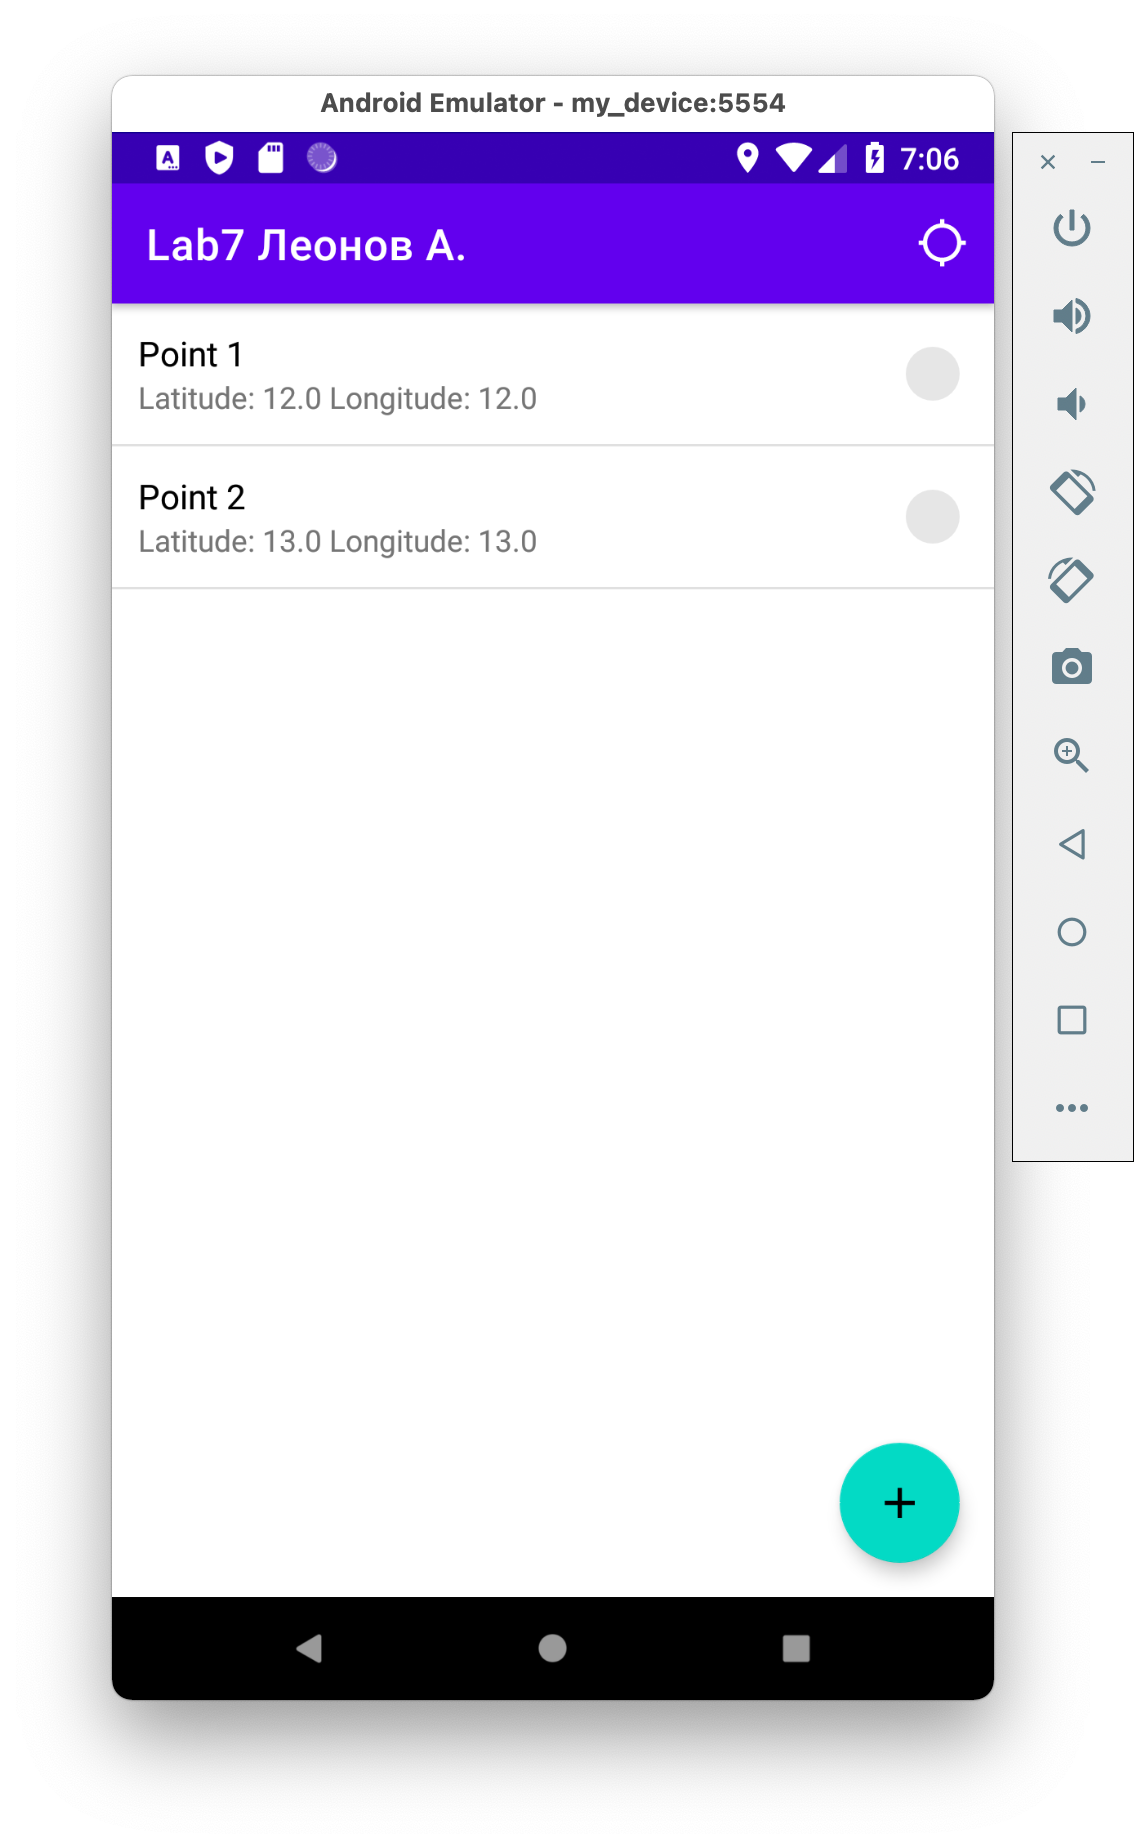 Android Emulator - my_device:5554
7:06
Lab7 Леонов А.
Point 1
Latitude: 12.0 Longitude: 12.0
Point 2
Latitude: 13.0 Longitude: 13.0